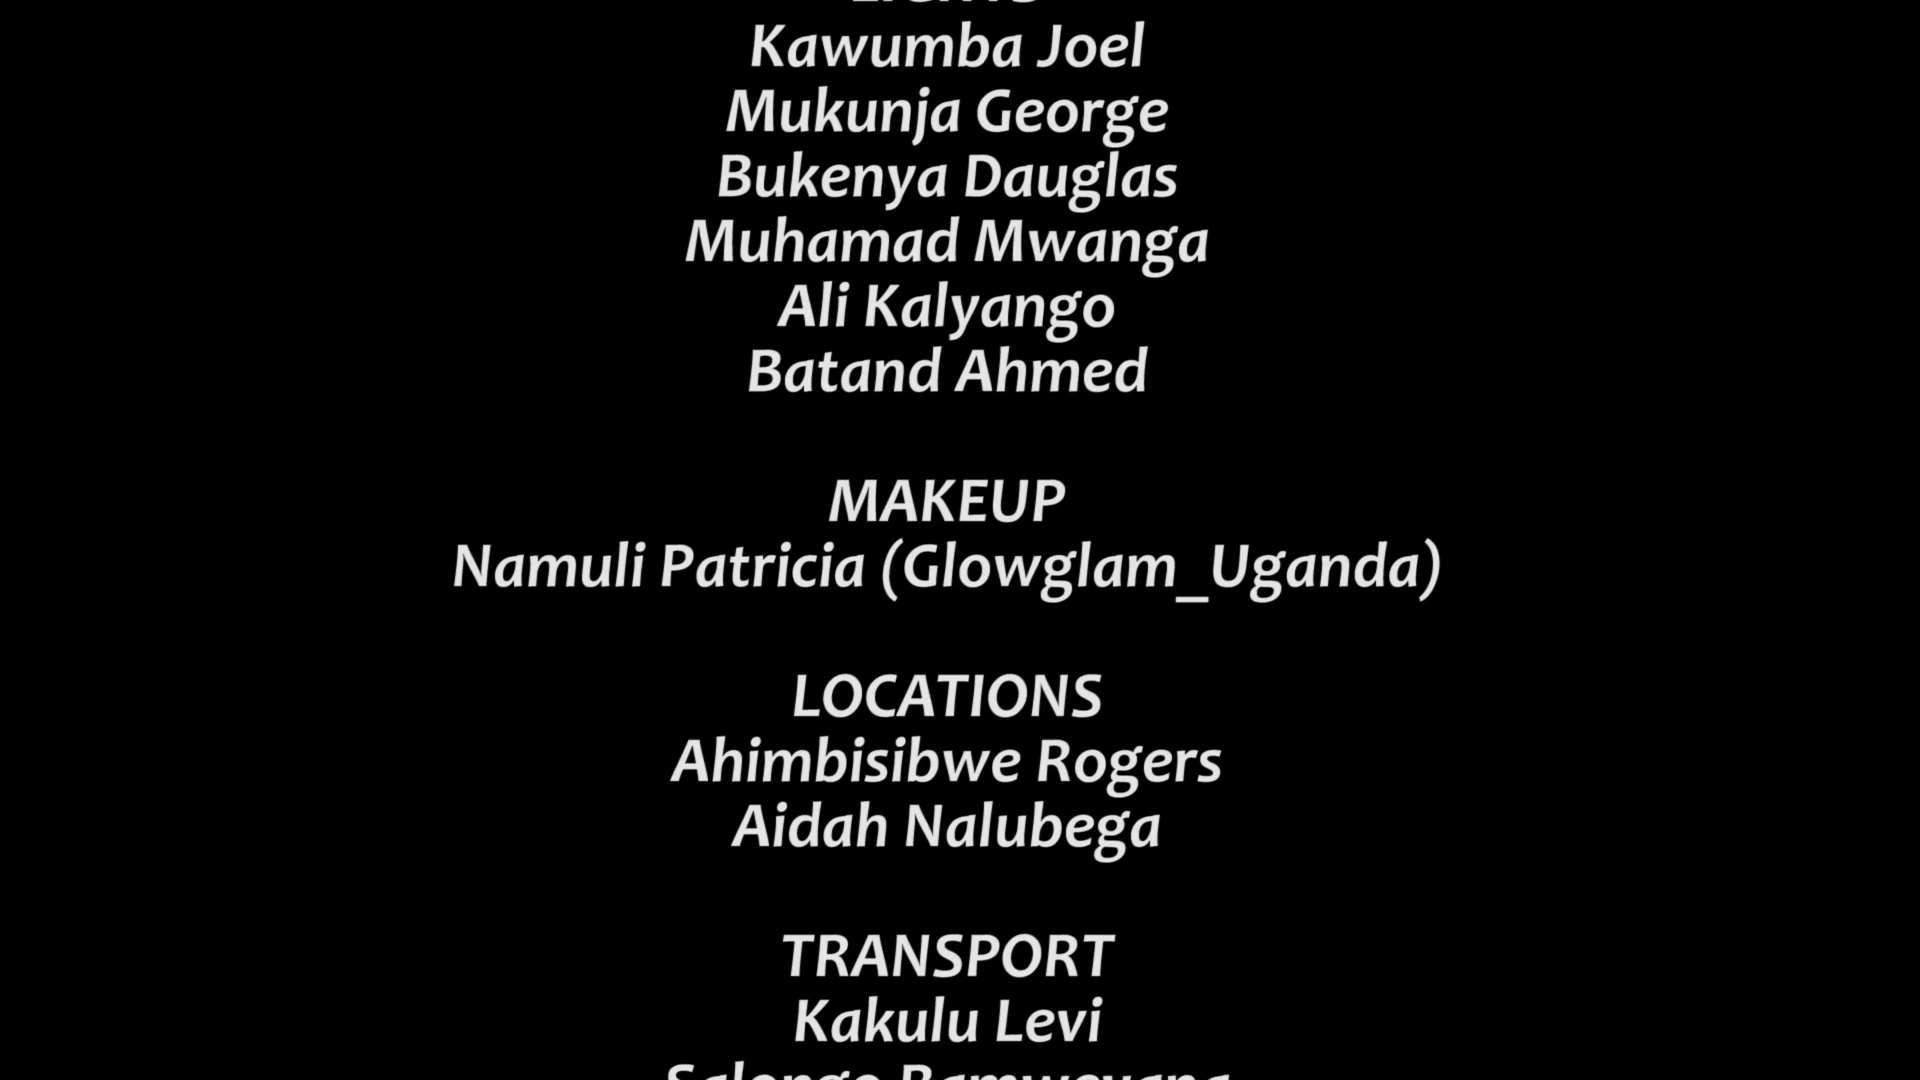 LIGHTS
Kawumba Joel
Mukunja George
Bukenya Dauglas
Muhamad Mwanga
Ali Kalyango
Batand Ahmed
MAKEUP
Namuli Patricia (Glowglam_Uganda)
LOCATIONS
Ahimbisibwe Rogers
Aidah Nalubega
TRANSPORT
Kakulu Levi